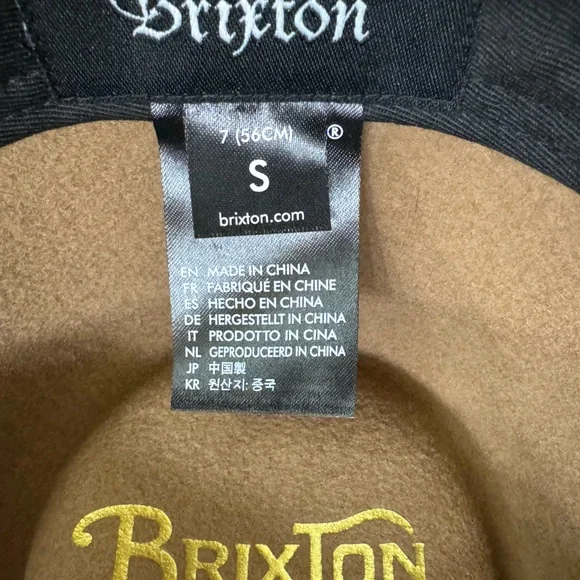 Brixton
7 (56CM)
®
S
brixton.com
EN MADE IN CHINA
FR FABRIQUÉ EN CHINE
ES HECHO EN CHINA
DE HERGESTELLT IN CHINA
IT PRODOTTO IN CINA
NL GEPRODUCEERD IN CHINA
JP 中国製
KR 원산지: 중국
BRIXTON